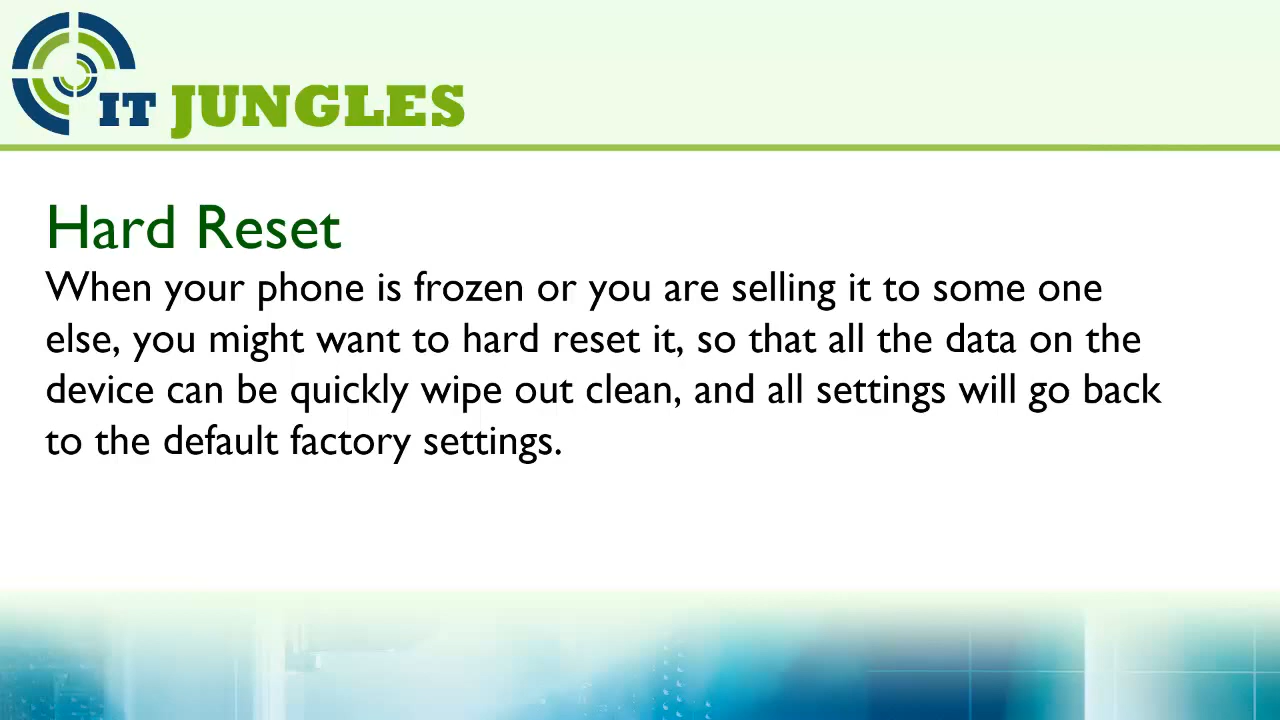 IT JUNGLES
Hard Reset
When your phone is frozen or you are selling it to some one
else, you might want to hard reset it, so that all the data on the
device can be quickly wipe out clean, and all settings will go back
to the default factory settings.